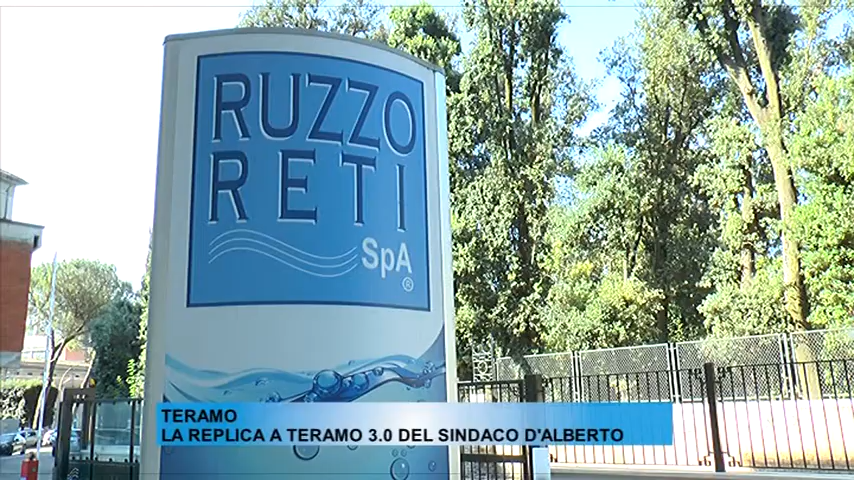 RUZZO
RETI
SpA
®
TERAMO
LA REPLICA A TERAMO 3.0 DEL SINDACO D'ALBERTO